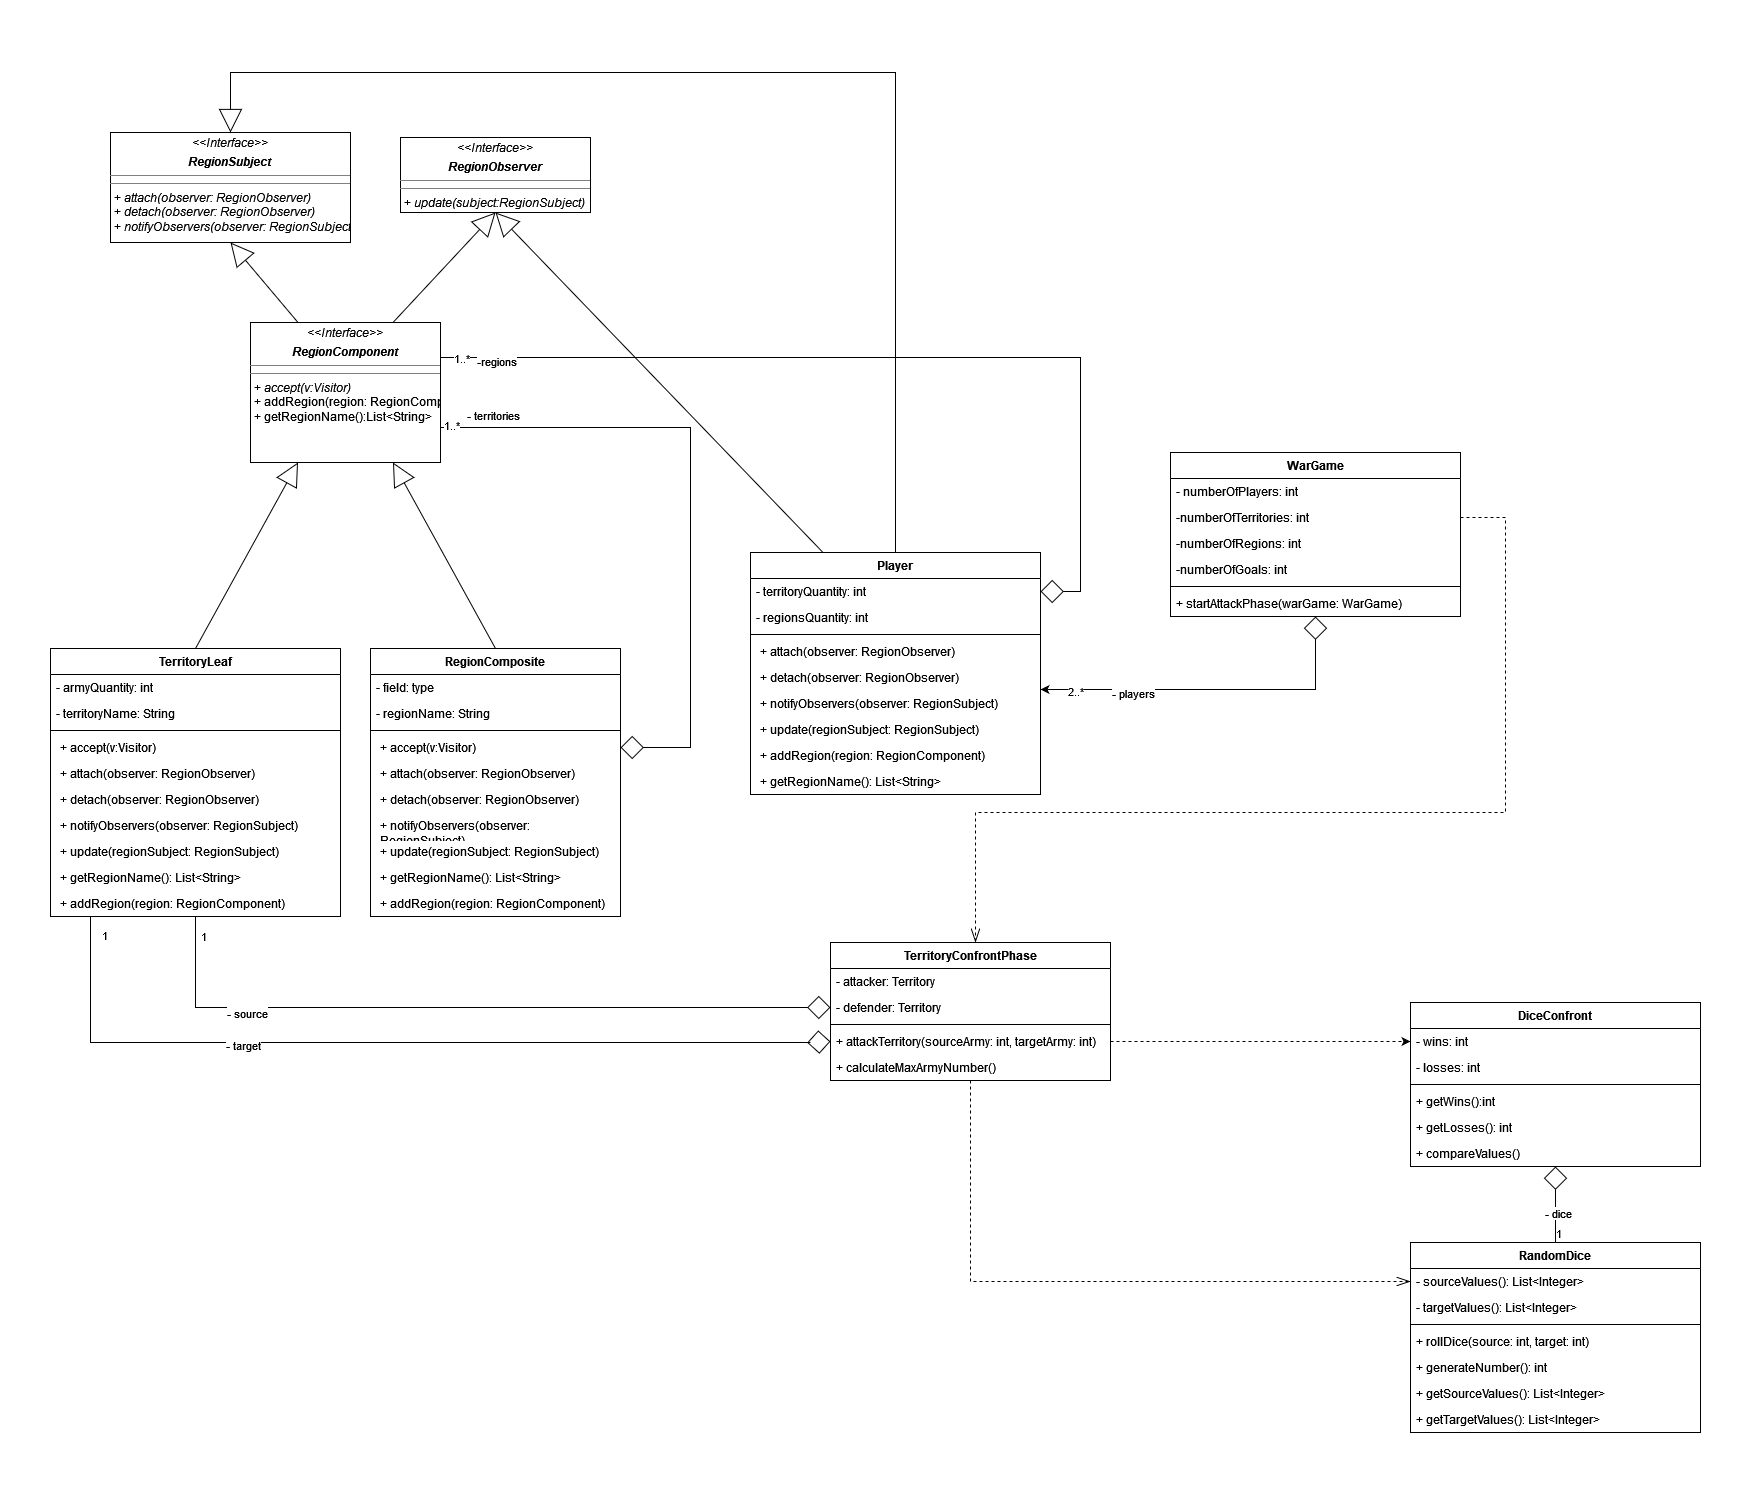 <<Interface>>
RegionSubject
+ attach(observer: RegionObserver)
+ detach(observer: RegionObserver)
+ notifyObservers(observer: RegionSubject
<<Interface>>
RegionObserver
+ update(subject:RegionSubject)
<<Interface>>
RegionComponent
+ accept(v:Visitor)
+ addRegion(region: RegionComp
+ getRegionName():List<String>
1..*
-regions
- territories
1..*
WarGame
- numberOfPlayers: int
-numberOfTerritories: int
-numberOfRegions: int
-numberOfGoals: int
+ startAttackPhase(warGame: WarGame)
Player
- territoryQuantity: int
- regionsQuantity: int
+ attach(observer: RegionObserver)
+ detach(observer: RegionObserver)
+ notifyObservers(observer: RegionSubject)
+ update(regionSubject: RegionSubject)
+ addRegion(region: RegionComponent)
+ getRegionName(): List<String>
2..*
- players
TerritoryLeaf
- armyQuantity: int
- territoryName: String
+ accept(v:Visitor)
+ attach(observer: RegionObserver)
+ detach(observer: RegionObserver)
+ notifyObservers(observer: RegionSubject)
+ update(regionSubject: RegionSubject)
+ getRegionName(): List<String>
+ addRegion(region: RegionComponent)
RegionComposite
- field: type
- regionName: String
+ accept(v:Visitor)
+ attach(observer: RegionObserver)
+ detach(observer: RegionObserver)
+ notifyObservers(observer:
RegionSubject)
+ update(regionSubject: RegionSubject)
+ getRegionName(): List<String>
+ addRegion(region: RegionComponent)
1
1
- source
- target
TerritoryConfrontPhase
- attacker: Territory
- defender: Territory
+ attackTerritory(sourceArmy: int, targetArmy: int)
+ calculateMaxArmyNumber()
DiceConfront
- wins: int
- losses: int
+ getWins():int
+ getLosses(): int
+ compareValues()
- dice
1
RandomDice
- sourceValues(): List<Integer>
- targetValues(): List<Integer>
+ rollDice(source: int, target: int)
+ generateNumber(): int
+ getSourceValues(): List<Integer>
+ getTargetValues(): List<Integer>